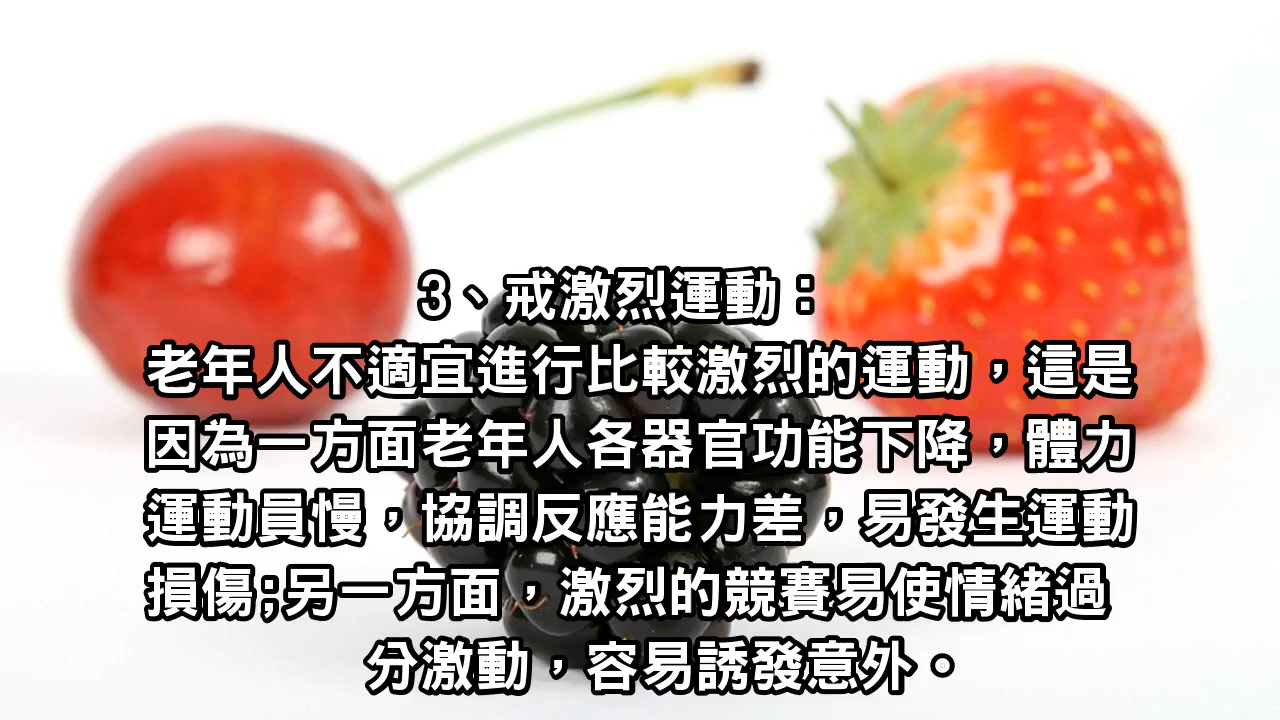 3、戒激烈運動：
老年人不適宜進行比較激烈的運動，這是
因為一方面老年人各器官功能下降，體力
運動員慢，協調反應能力差，易發生運動
損傷;另一方面，激烈的競賽易使情緒過
分激動，容易誘發意外。